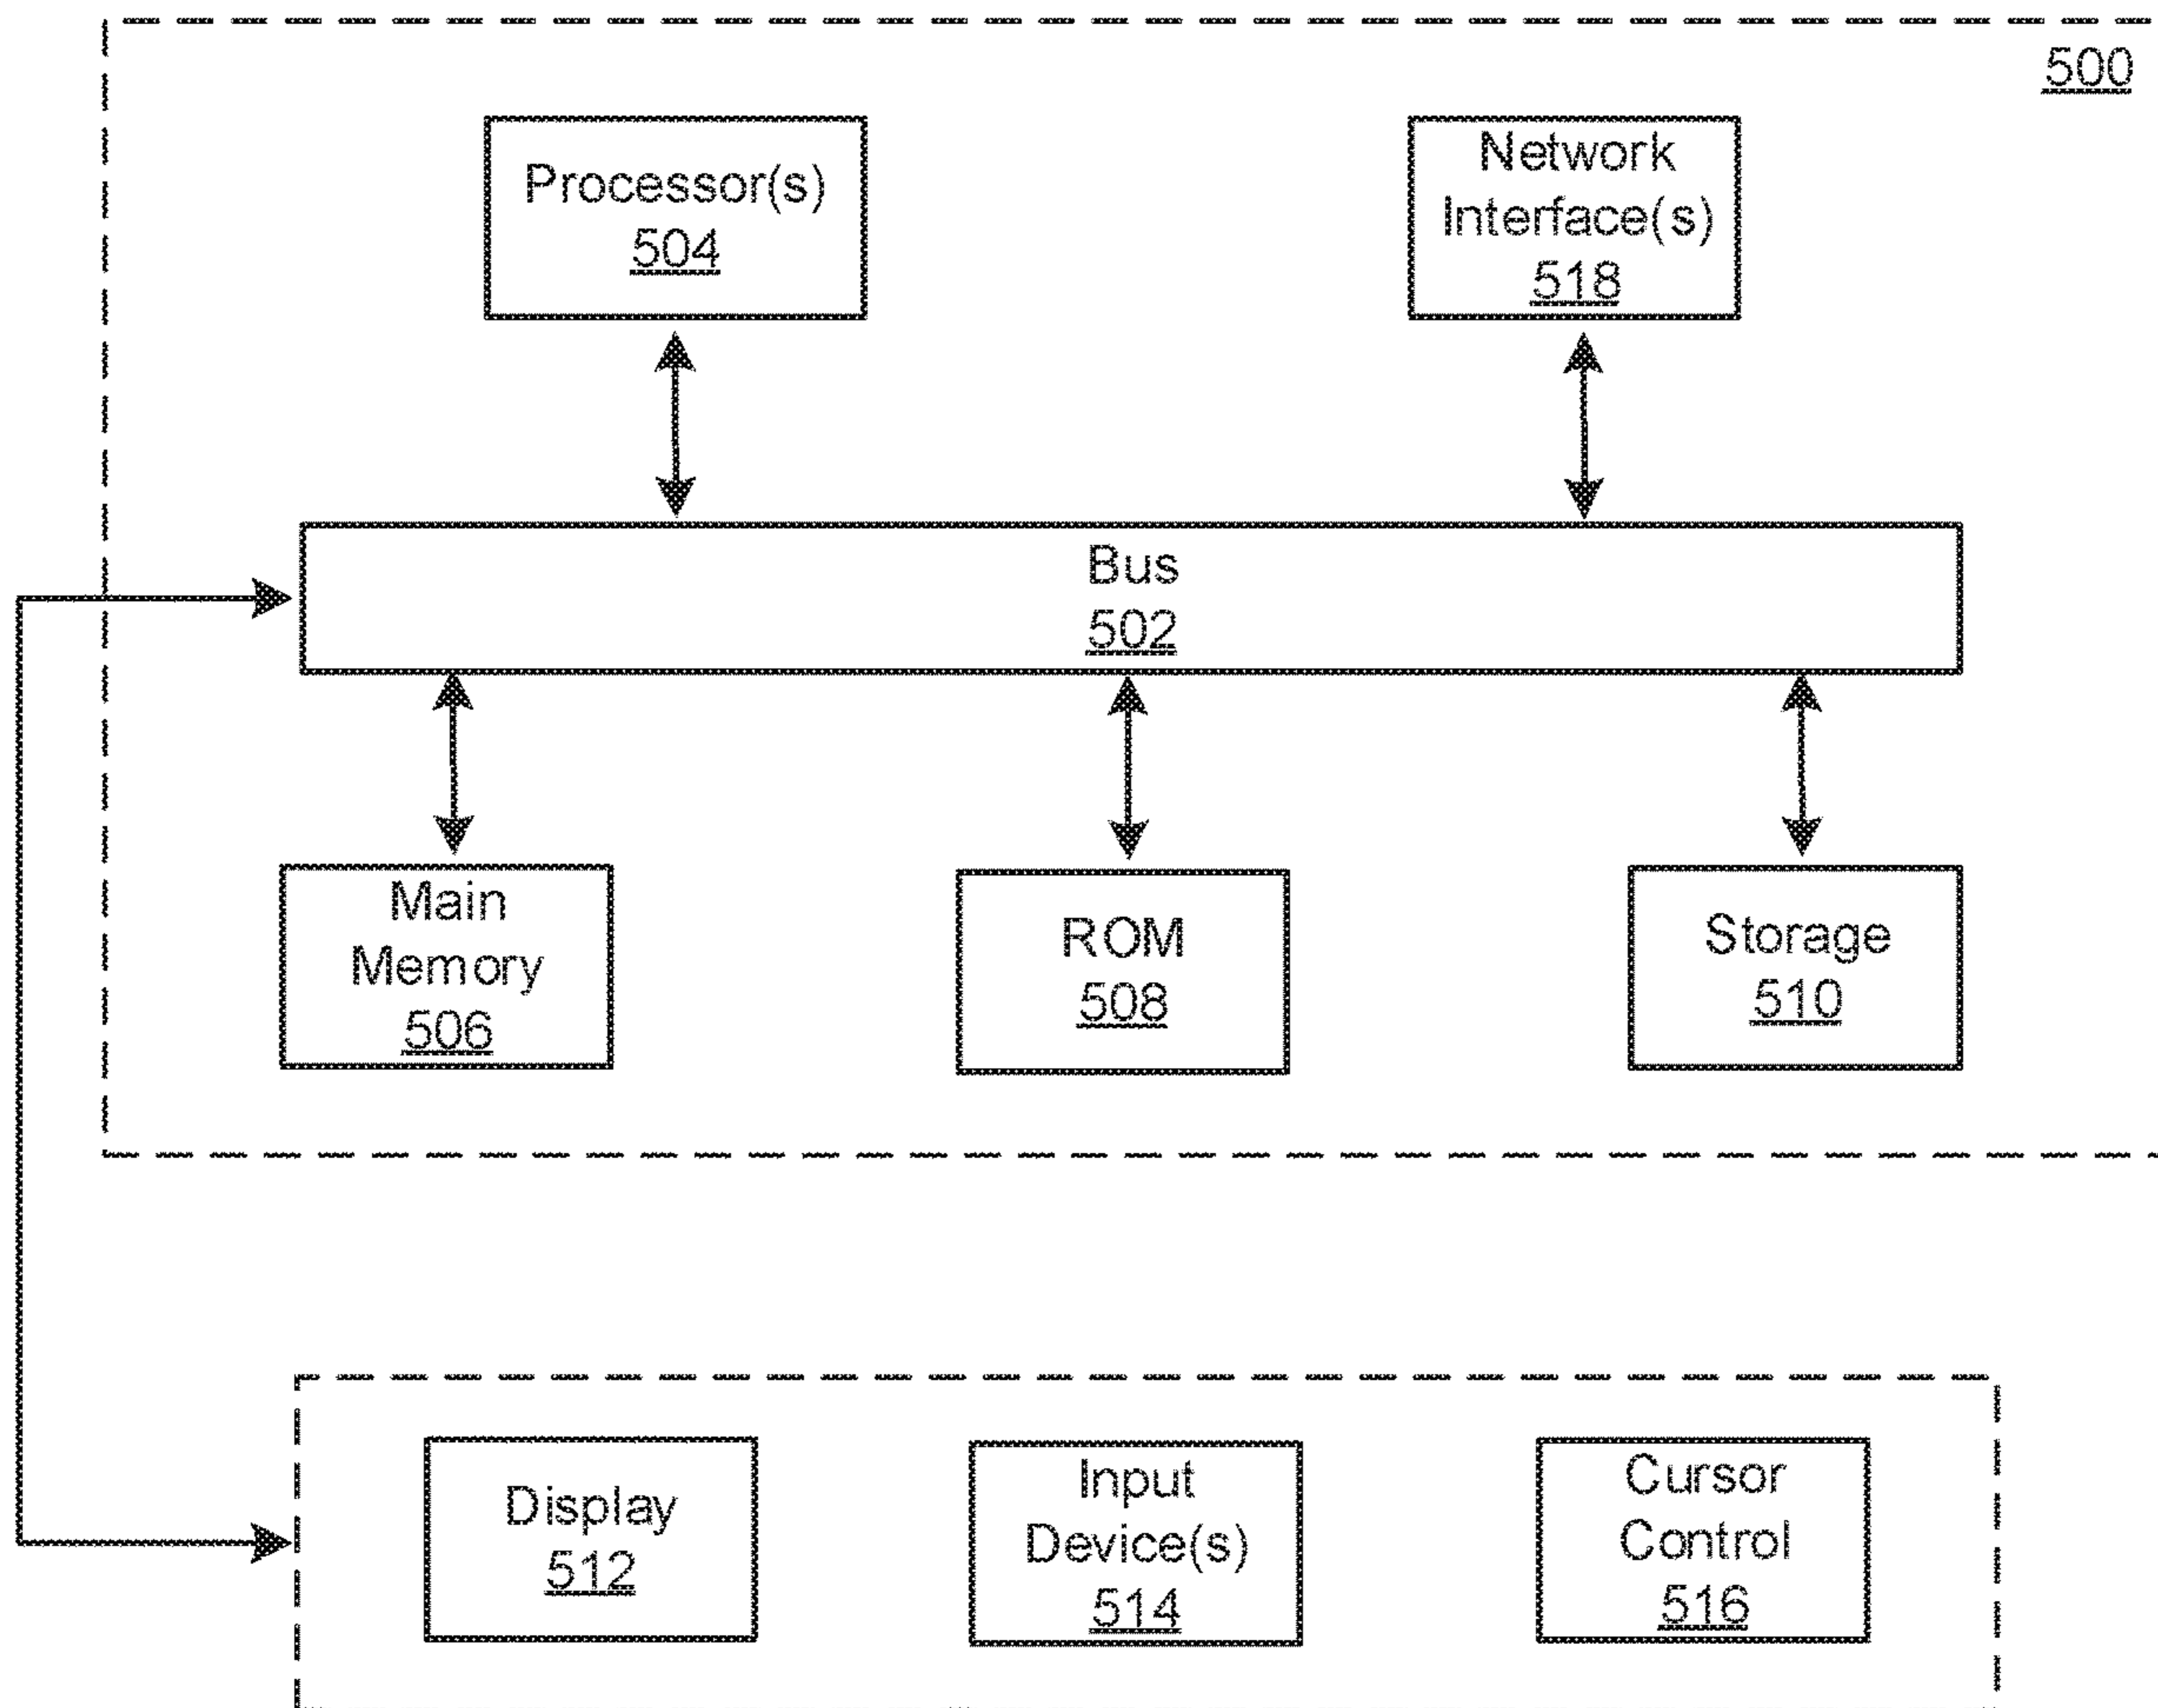 500
Processor(s)
504
Network
Interface(s)
518
Bus
502
Main
Memory
506
ROM
508
Storage
510
Display
512
Input
Device(s)
514
Cursor
Control
516